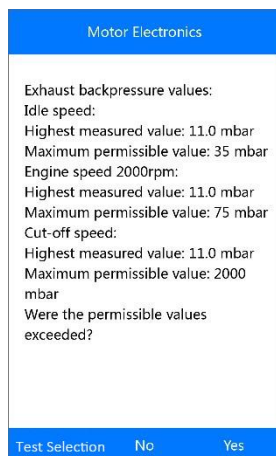 Motor Electronics
Exhaust backpressure values:
Idle speed:
Highest measured value: 11.0 mbar
Maximum permissible value: 35 mbar
Engine speed 2000rpm:
Highest measured value: 11.0 mbar
Maximum permissible value: 75 mbar
Cut-off speed:
Highest measured value: 11.0 mbar
Maximum permissible value: 2000
mbar
Were the permissible values
exceeded?
Test Selection No Yes